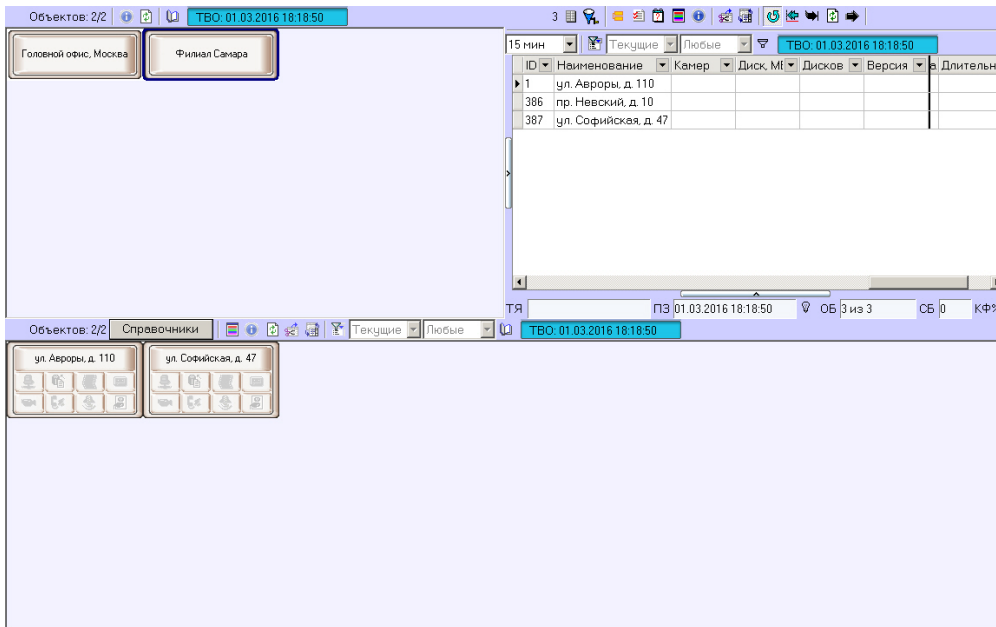 Объектов: 2/2 ТВО: 01.03.2016 18:18:50
Головной офис, Москва Филиал Самара
3
15 мин Текущие Любые ТВО: 01.03.2016 18:18:50
ID Наименование Камер Диск, МЕ Дисков Версия а Длительн
1 ул. Авроры, д. 110
386 пр. Невский, д. 10
387 ул. Софийская, д. 47
ТЯ ПЗ 01.03.2016 18:18:50 ОБ 3 из 3 СБ 0 КФ%
Объектов: 2/2 Справочники Текущие Любые ТВО: 01.03.2016 18:18:50
ул. Авроры, д. 110 ул. Софийская, д. 47